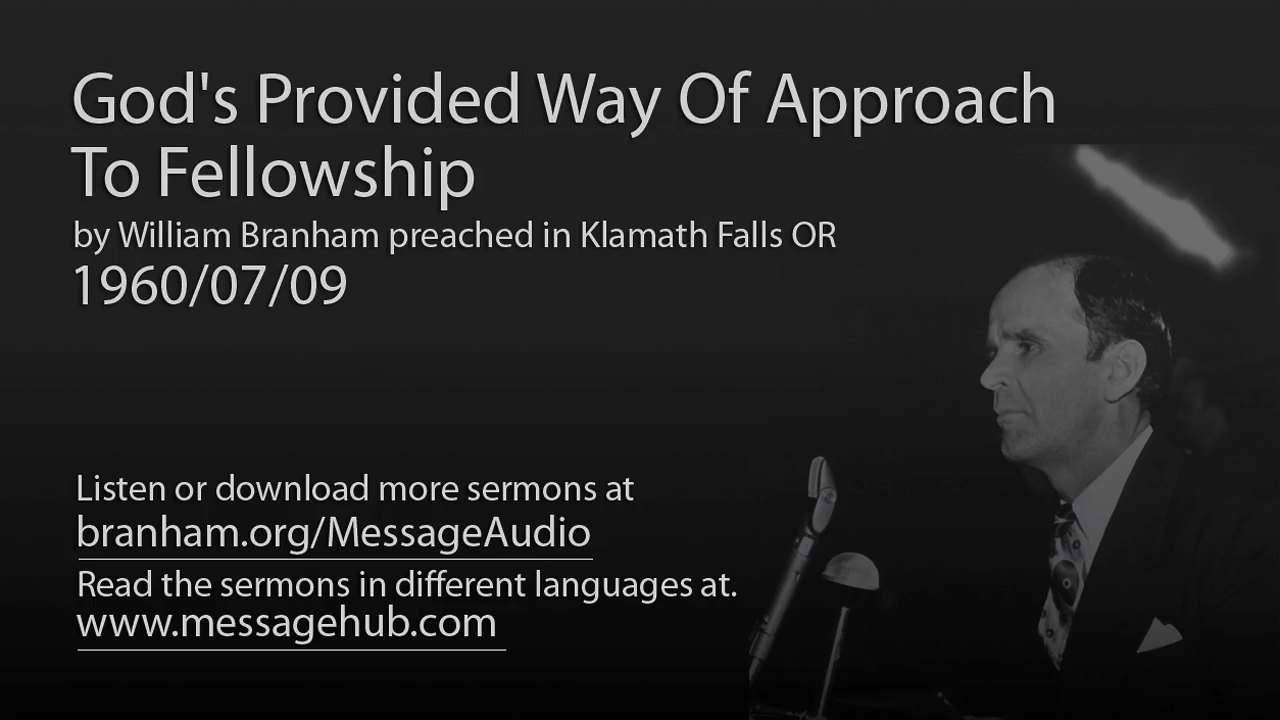 God's Provided Way Of Approach
To Fellowship
by William Branham preached in Klamath Falls OR
1960/07/09
Listen or download more sermons at
branham.org/MessageAudio
Read the sermons in different languages at.
www.messagehub.com